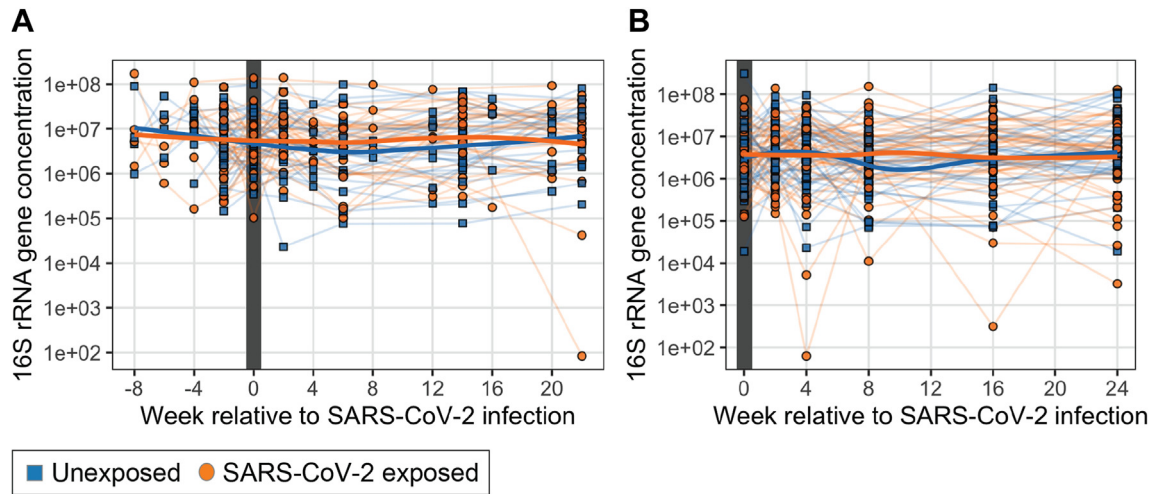 A
16S rRNA gene concentration
1e+08
1e+07
1e+06
1e+05
1e+04
1e+03
1e+02
-8 -4 0 4 8 12 16 20
Week relative to SARS-CoV-2 infection
B
16S rRNA gene concentration
1e+08
1e+07
1e+06
1e+05
1e+04
1e+03
1e+02
0 4 8 12 16 20 24
Week relative to SARS-CoV-2 infection
Unexposed SARS-CoV-2 exposed